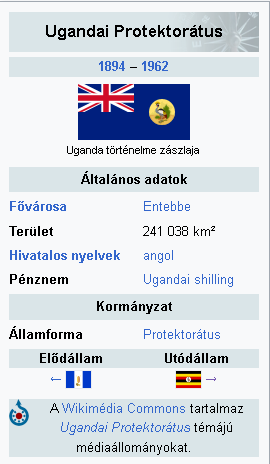 Ugandai Protektorátus
1894 – 1962
Uganda történelme zászlaja
Általános adatok
Fővárosa Entebbe
Terület 241 038 km²
Hivatalos nyelvek angol
Pénznem Ugandai shilling
Kormányzat
Államforma Protektorátus
Elődállam Utódállam
← →
A Wikimédia Commons tartalmaz
Ugandai Protektorátus témájú
médiaállományokat.